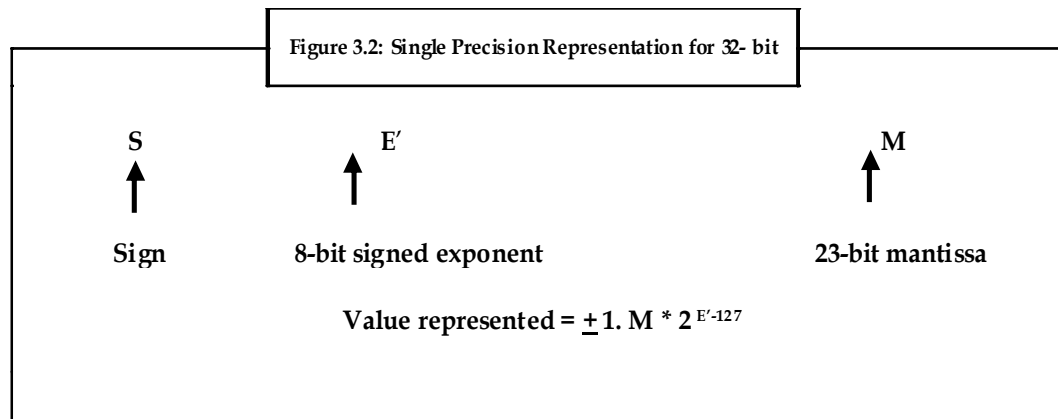 Figure 3.2: Single Precision Representation for 32- bit
S E′ M
Sign 8-bit signed exponent 23-bit mantissa
Value represented = ± 1. M * 2 E′-127